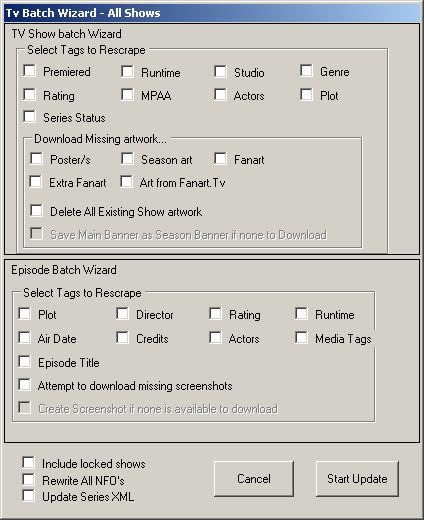 Tv Batch Wizard - All Shows
TV Show batch Wizard
Select Tags to Rescrape
Premiered Runtime Studio Genre
Rating MPAA Actors Plot
Series Status
Download Missing artwork...
Poster/s Season art Fanart
Extra Fanart Art from Fanart.Tv
Delete All Existing Show artwork
Save Main Banner as Season Banner if none to Download
Episode Batch Wizard
Select Tags to Rescrape
Plot Director Rating Runtime
Air Date Credits Actors Media Tags
Episode Title
Attempt to download missing screenshots
Create Screenshot if none is available to download
Include locked shows
Rewrite All NFO's
Update Series XML
Cancel Start Update